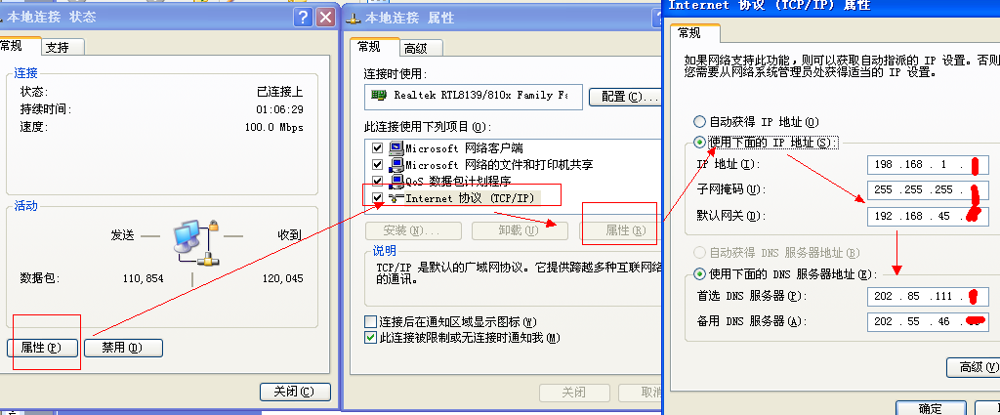 本地连接 状态
常规
支持
连接
状态:
已连接上
持续时间:
01:06:29
速度:
100.0 Mbps
活动
发送
收到
数据包:
110,854
120,045
属性(P)
禁用(D)
关闭(C)
本地连接 属性
常规
高级
连接时使用:
Realtek RTL8139/810x Family Fa
配置(C)...
此连接使用下列项目(O):
Microsoft 网络客户端
Microsoft 网络的文件和打印机共享
QoS 数据包计划程序
Internet 协议 (TCP/IP)
安装(N)...
卸载(U)
属性(R)
说明
TCP/IP 是默认的广域网协议。它提供跨越多种互联网络
的通讯。
连接后在通知区域显示图标(W)
此连接被限制或无连接时通知我(M)
关闭
取消
Internet 协议 (TCP/IP) 属性
常规
如果网络支持此功能，则可以获取自动指派的 IP 设置。否则
您需要从网络系统管理员处获得适当的 IP 设置。
自动获得 IP 地址(O)
使用下面的 IP 地址(S):
IP 地址(I):
198 .168 . 1 .
子网掩码(U):
255 .255 .255 .
默认网关(D):
192 .168 . 45 .
自动获得 DNS 服务器地址(B)
使用下面的 DNS 服务器地址(E):
首选 DNS 服务器(P):
202 . 85 .111 .
备用 DNS 服务器(A):
202 . 55 . 46 .
高级(V)
确定